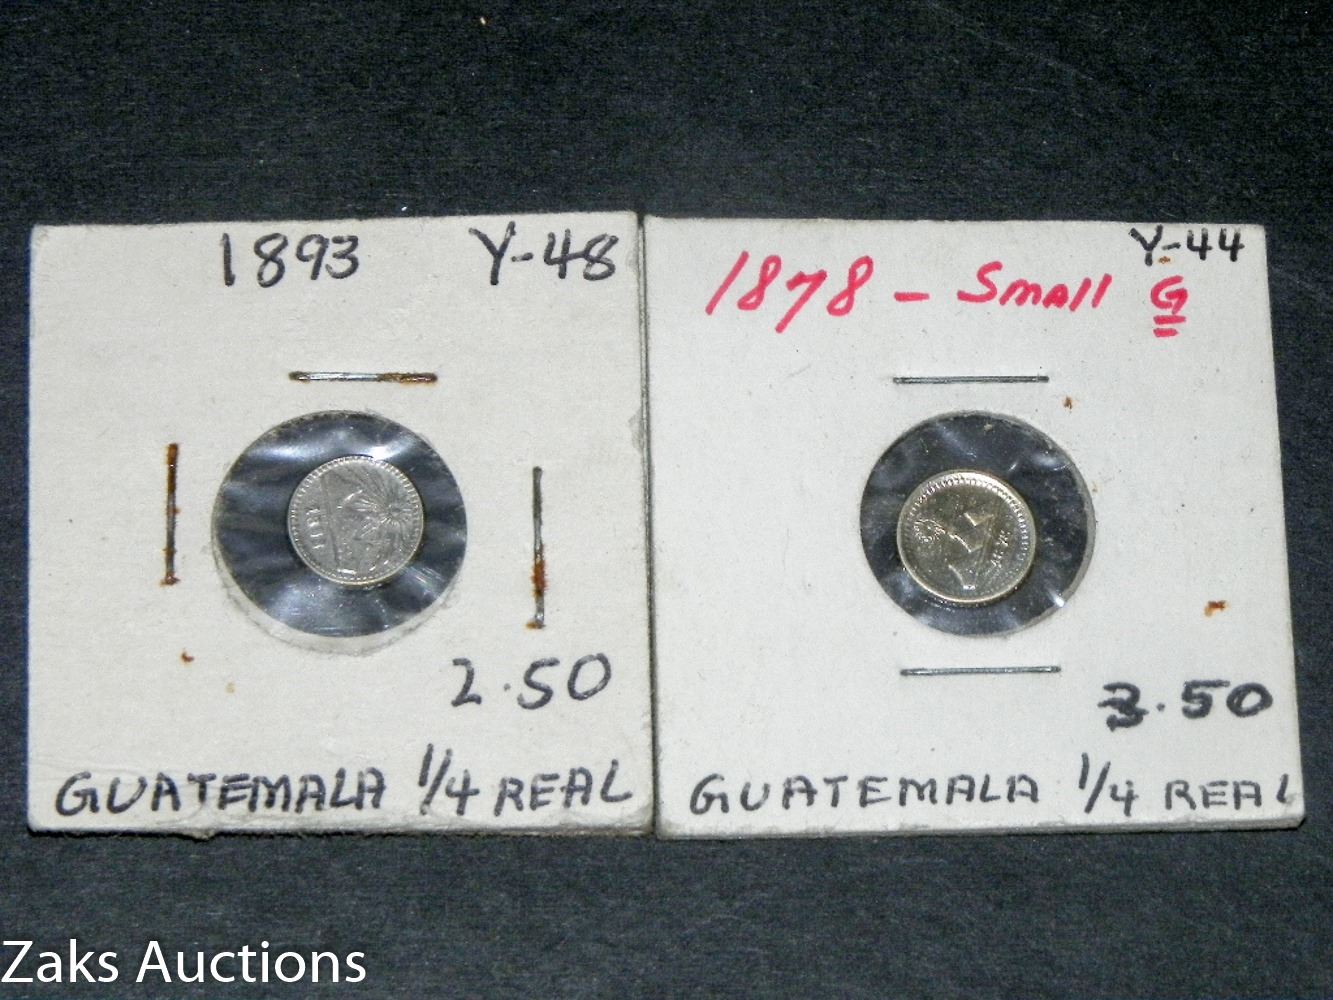 1893 Y-48
2.50
GUATEMALA 1/4 REAL
Y-44
1878 - Small G
3.50
GUATEMALA 1/4 REAL
Zaks Auctions